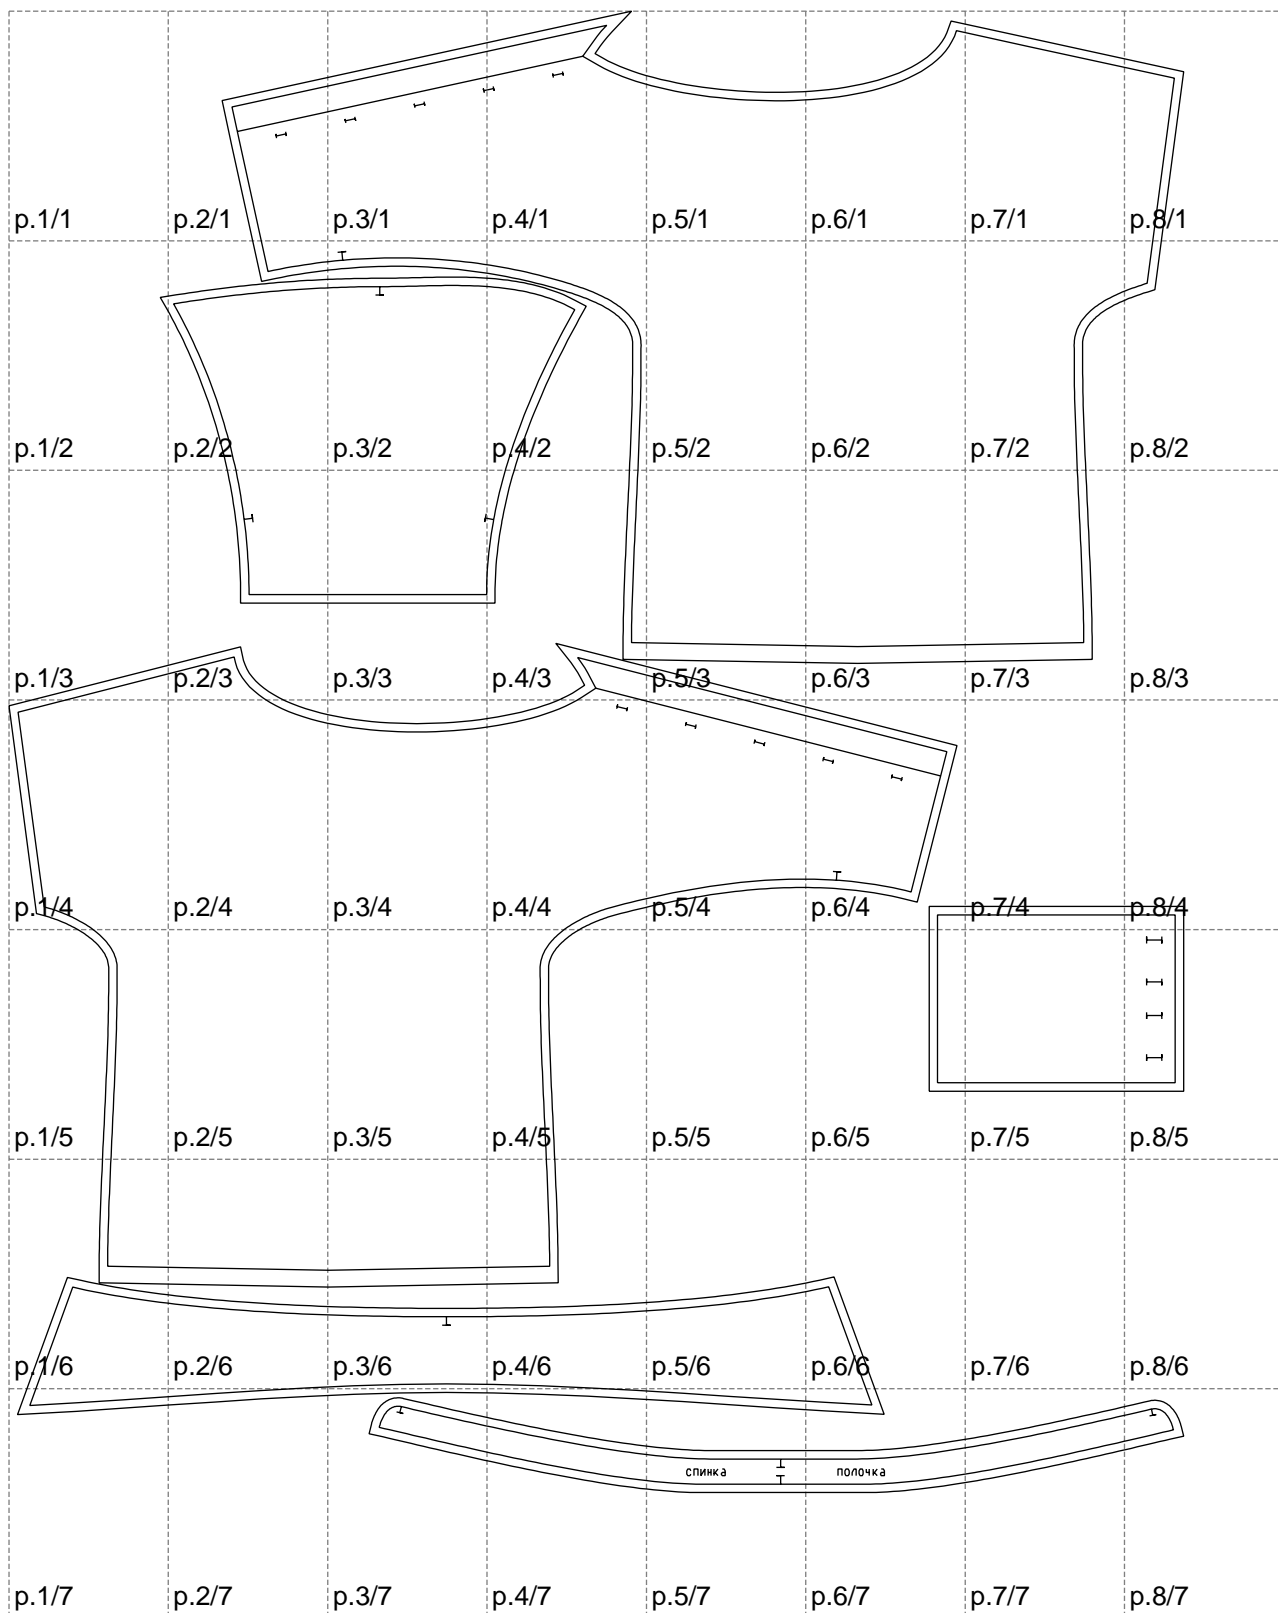 p.1/1 p.2/1 p.3/1 p.4/1 p.5/1 p.6/1 p.7/1 p.8/1
p.1/2 p.2/2 p.3/2 p.4/2 p.5/2 p.6/2 p.7/2 p.8/2
p.1/3 p.2/3 p.3/3 p.4/3 p.5/3 p.6/3 p.7/3 p.8/3
p.1/4 p.2/4 p.3/4 p.4/4 p.5/4 p.6/4 p.7/4 p.8/4
p.1/5 p.2/5 p.3/5 p.4/5 p.5/5 p.6/5 p.7/5 p.8/5
p.1/6 p.2/6 p.3/6 p.4/6 p.5/6 p.6/6 p.7/6 p.8/6
спинка полочка
p.1/7 p.2/7 p.3/7 p.4/7 p.5/7 p.6/7 p.7/7 p.8/7